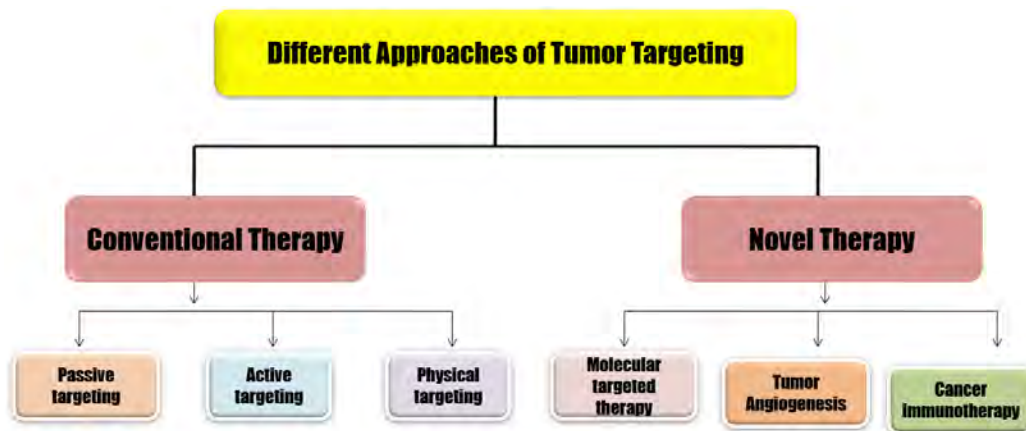 Different Approaches of Tumor Targeting
Conventional Therapy
Novel Therapy
Passive
targeting
Active
targeting
Physical
targeting
Molecular
targeted
therapy
Tumor
Angiogenesis
Cancer
immunotherapy